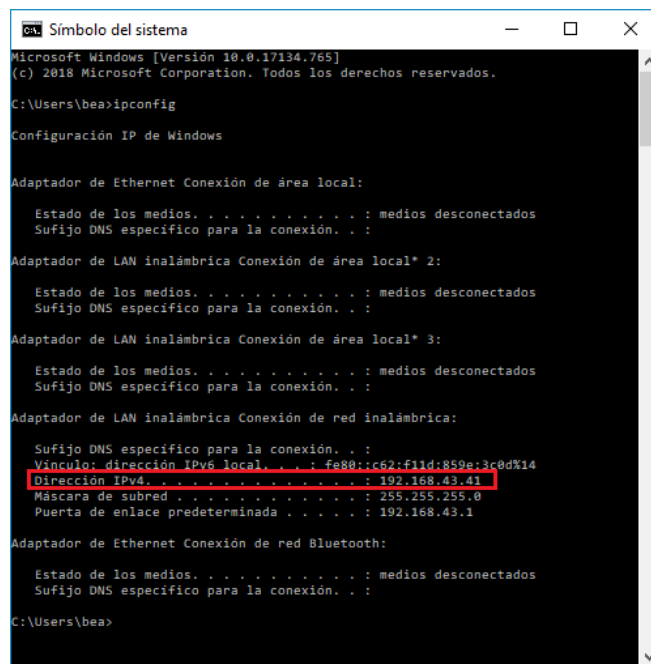 Símbolo del sistema
Microsoft Windows [Versión 10.0.17134.765]
(c) 2018 Microsoft Corporation. Todos los derechos reservados.
C:\Users\bea>ipconfig
Configuración IP de Windows
Adaptador de Ethernet Conexión de área local:
Estado de los medios. . . . . . . . . . . : medios desconectados
Sufijo DNS específico para la conexión. . :
Adaptador de LAN inalámbrica Conexión de área local* 2:
Estado de los medios. . . . . . . . . . . : medios desconectados
Sufijo DNS específico para la conexión. . :
Adaptador de LAN inalámbrica Conexión de área local* 3:
Estado de los medios. . . . . . . . . . . : medios desconectados
Sufijo DNS específico para la conexión. . :
Adaptador de LAN inalámbrica Conexión de red inalámbrica:
Sufijo DNS específico para la conexión. . :
Vínculo: dirección IPv6 local. . . : fe80::c62:f11d:859e:3c0d%14
Dirección IPv4. . . . . . . . . . . . . . : 192.168.43.41
Máscara de subred . . . . . . . . . . . . : 255.255.255.0
Puerta de enlace predeterminada . . . . . : 192.168.43.1
Adaptador de Ethernet Conexión de red Bluetooth:
Estado de los medios. . . . . . . . . . . : medios desconectados
Sufijo DNS específico para la conexión. . :
C:\Users\bea>